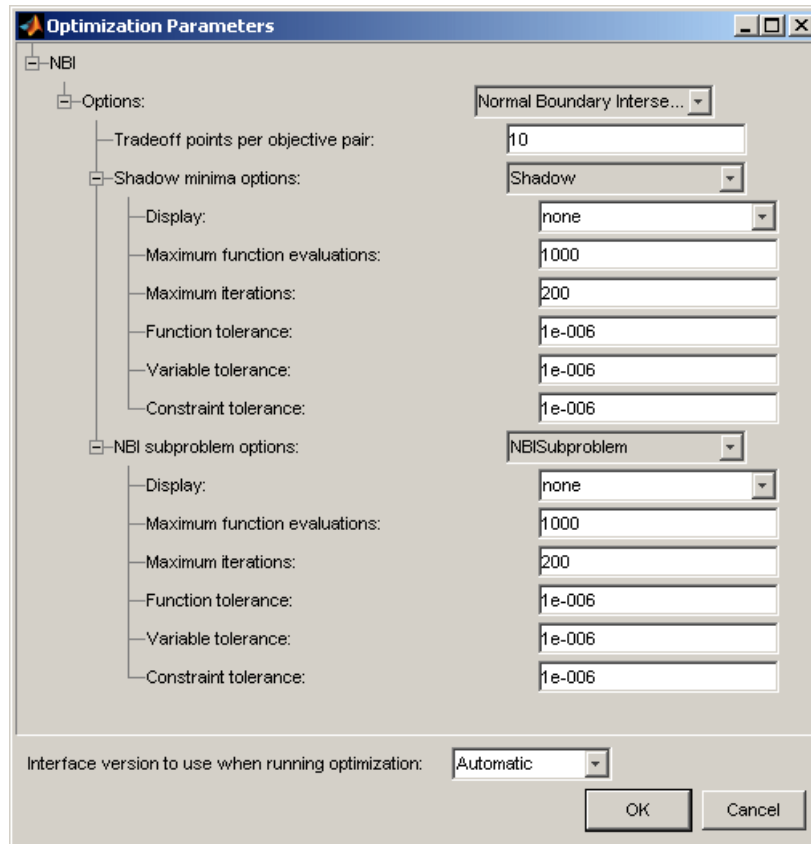 Optimization Parameters
NBI
Options: Normal Boundary Interse...
Tradeoff points per objective pair: 10
Shadow minima options: Shadow
Display: none
Maximum function evaluations: 1000
Maximum iterations: 200
Function tolerance: 1e-006
Variable tolerance: 1e-006
Constraint tolerance: 1e-006
NBI subproblem options: NBISubproblem
Display: none
Maximum function evaluations: 1000
Maximum iterations: 200
Function tolerance: 1e-006
Variable tolerance: 1e-006
Constraint tolerance: 1e-006
Interface version to use when running optimization: Automatic
OK Cancel